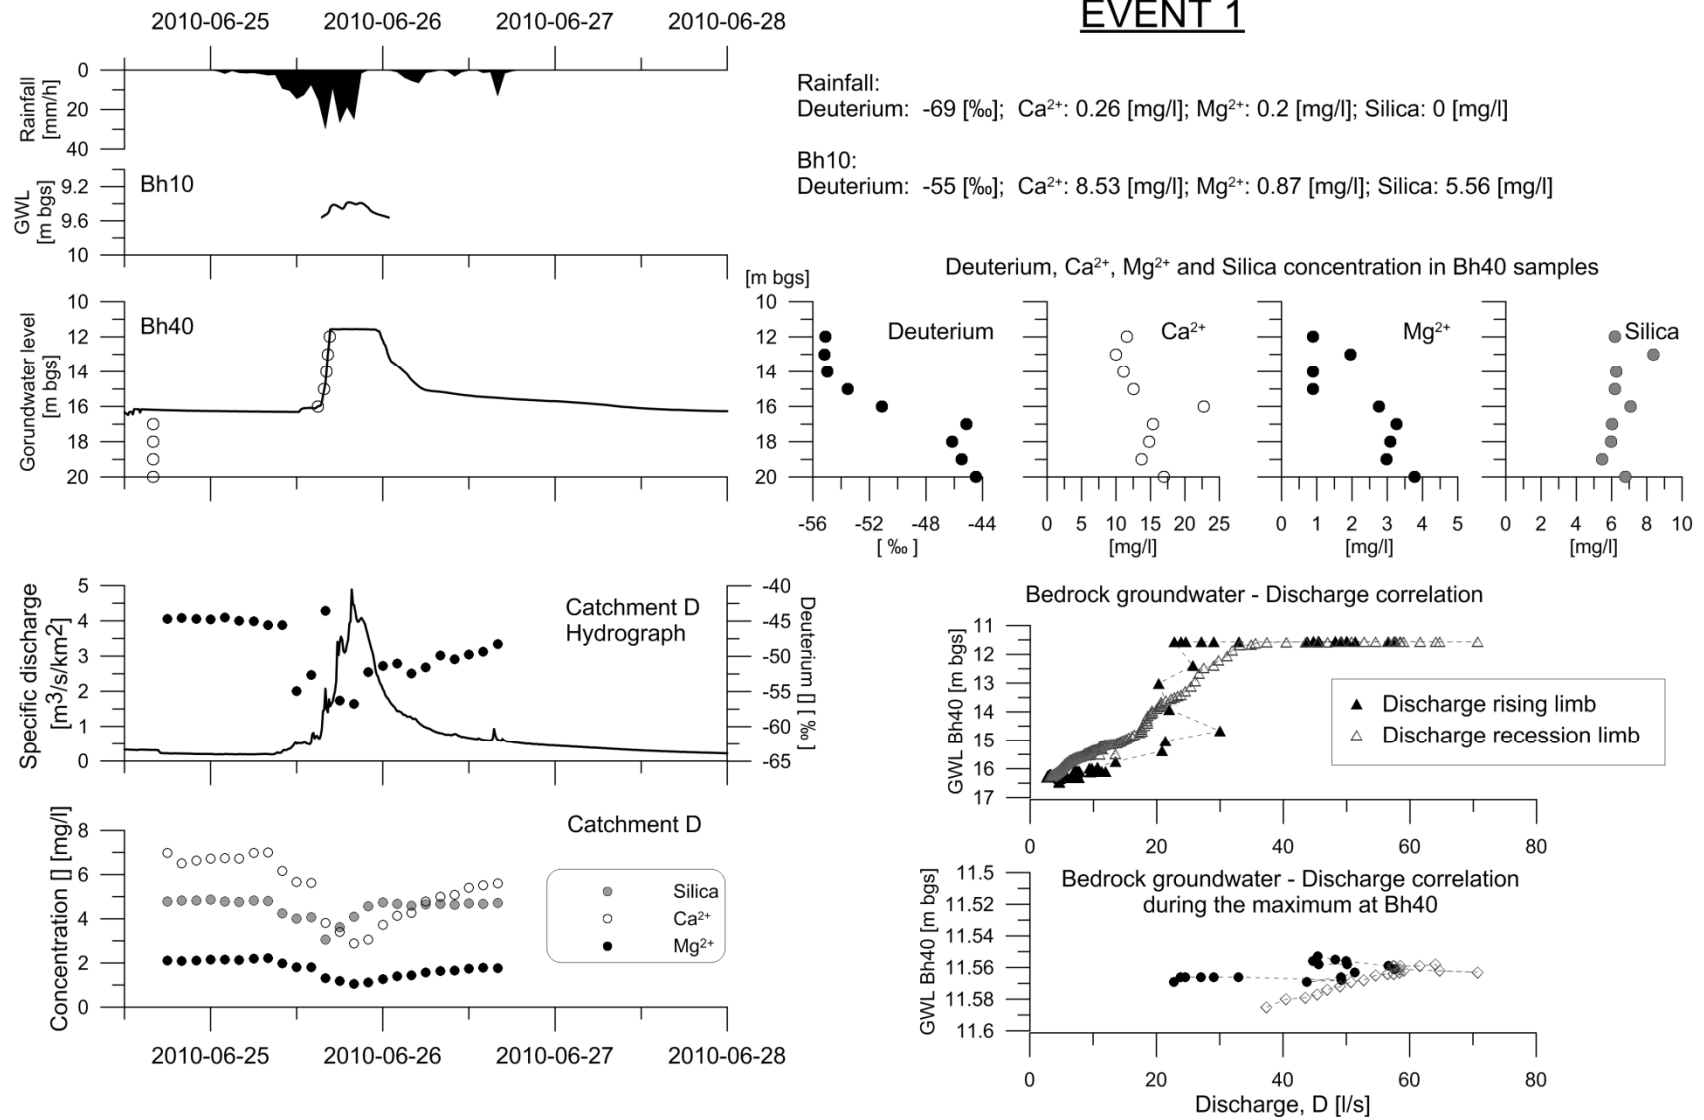 EVENT 1
2010-06-25 2010-06-26 2010-06-27 2010-06-28
Rainfall
[mm/h]
0
20
40
Rainfall:
Deuterium: -69 [‰]; Ca²⁺: 0.26 [mg/l]; Mg²⁺: 0.2 [mg/l]; Silica: 0 [mg/l]
Bh10:
Deuterium: -55 [‰]; Ca²⁺: 8.53 [mg/l]; Mg²⁺: 0.87 [mg/l]; Silica: 5.56 [mg/l]
GWL
[m bgs]
9.2
9.6
10
Bh10
Gorundwater level
[m bgs]
10
12
14
16
18
20
Bh40
Deuterium, Ca²⁺, Mg²⁺ and Silica concentration in Bh40 samples
[m bgs]
10
12
14
16
18
20
Deuterium
-56 -52 -48 -44
[ ‰ ]
Ca²⁺
0 5 10 15 20 25
[mg/l]
Mg²⁺
0 1 2 3 4 5
[mg/l]
Silica
0 2 4 6 8 10
[mg/l]
Specific discharge
[m³/s/km2]
5
4
3
2
1
0
Catchment D
Hydrograph
-40
-45
-50
-55
-60
-65
Deuterium [] [ ‰]
Concentration [] [mg/l]
8
6
4
2
0
Catchment D
Silica
Ca²⁺
Mg²⁺
2010-06-25 2010-06-26 2010-06-27 2010-06-28
Bedrock groundwater - Discharge correlation
GWL Bh40 [m bgs]
11
12
13
14
15
16
17
Discharge rising limb
Discharge recession limb
0 20 40 60 80
Bedrock groundwater - Discharge correlation
during the maximum at Bh40
GWL Bh40 [m bgs]
11.5
11.52
11.54
11.56
11.58
11.6
0 20 40 60 80
Discharge, D [l/s]